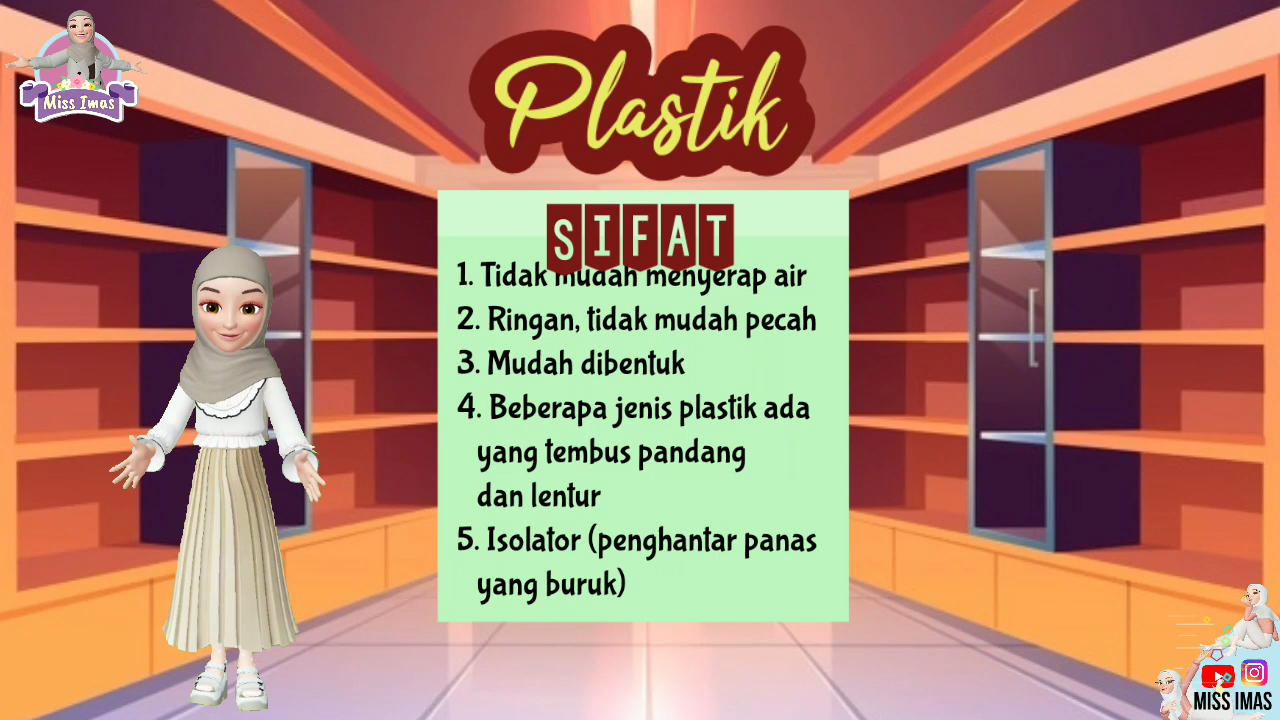 Miss Imas
Plastik
SIFAT
1. Tidak mudah menyerap air
2. Ringan, tidak mudah pecah
3. Mudah dibentuk
4. Beberapa jenis plastik ada
yang tembus pandang
dan lentur
5. Isolator (penghantar panas
yang buruk)
MISS IMAS